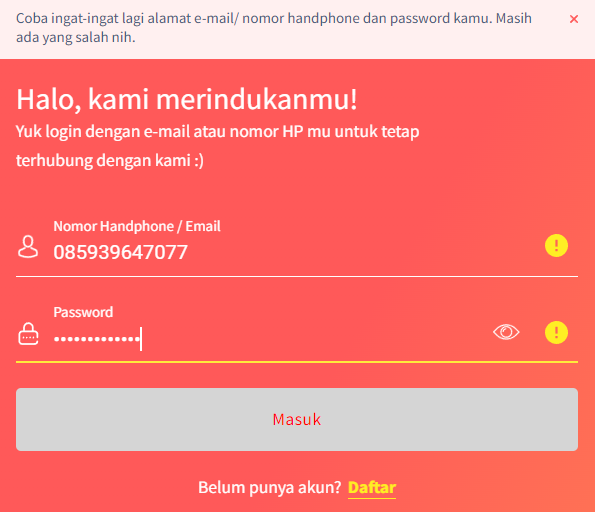 Coba ingat-ingat lagi alamat e-mail/ nomor handphone dan password kamu. Masih
ada yang salah nih.
Halo, kami merindukanmu!
Yuk login dengan e-mail atau nomor HP mu untuk tetap
terhubung dengan kami :)
Nomor Handphone / Email
085939647077
Password
•••••••••••••
Masuk
Belum punya akun? Daftar